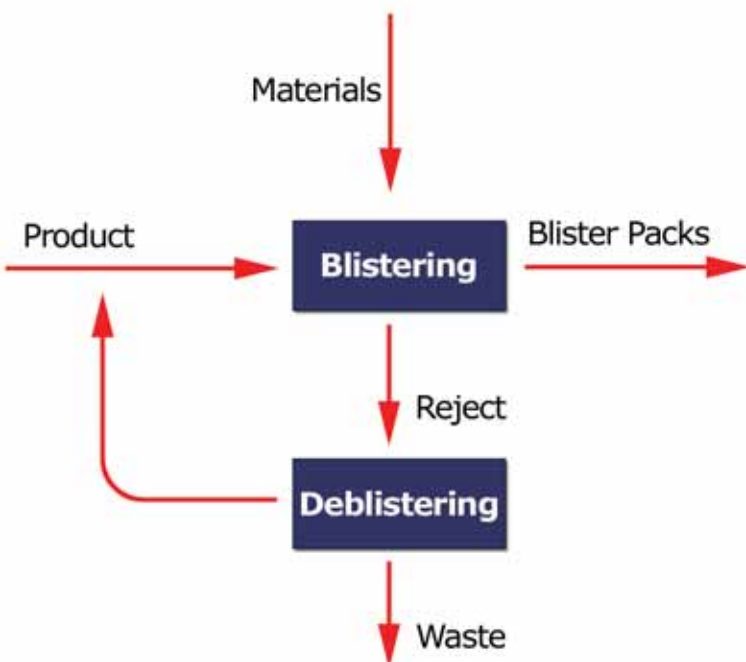 Materials
Product
Blistering
Blister Packs
Reject
Deblistering
Waste